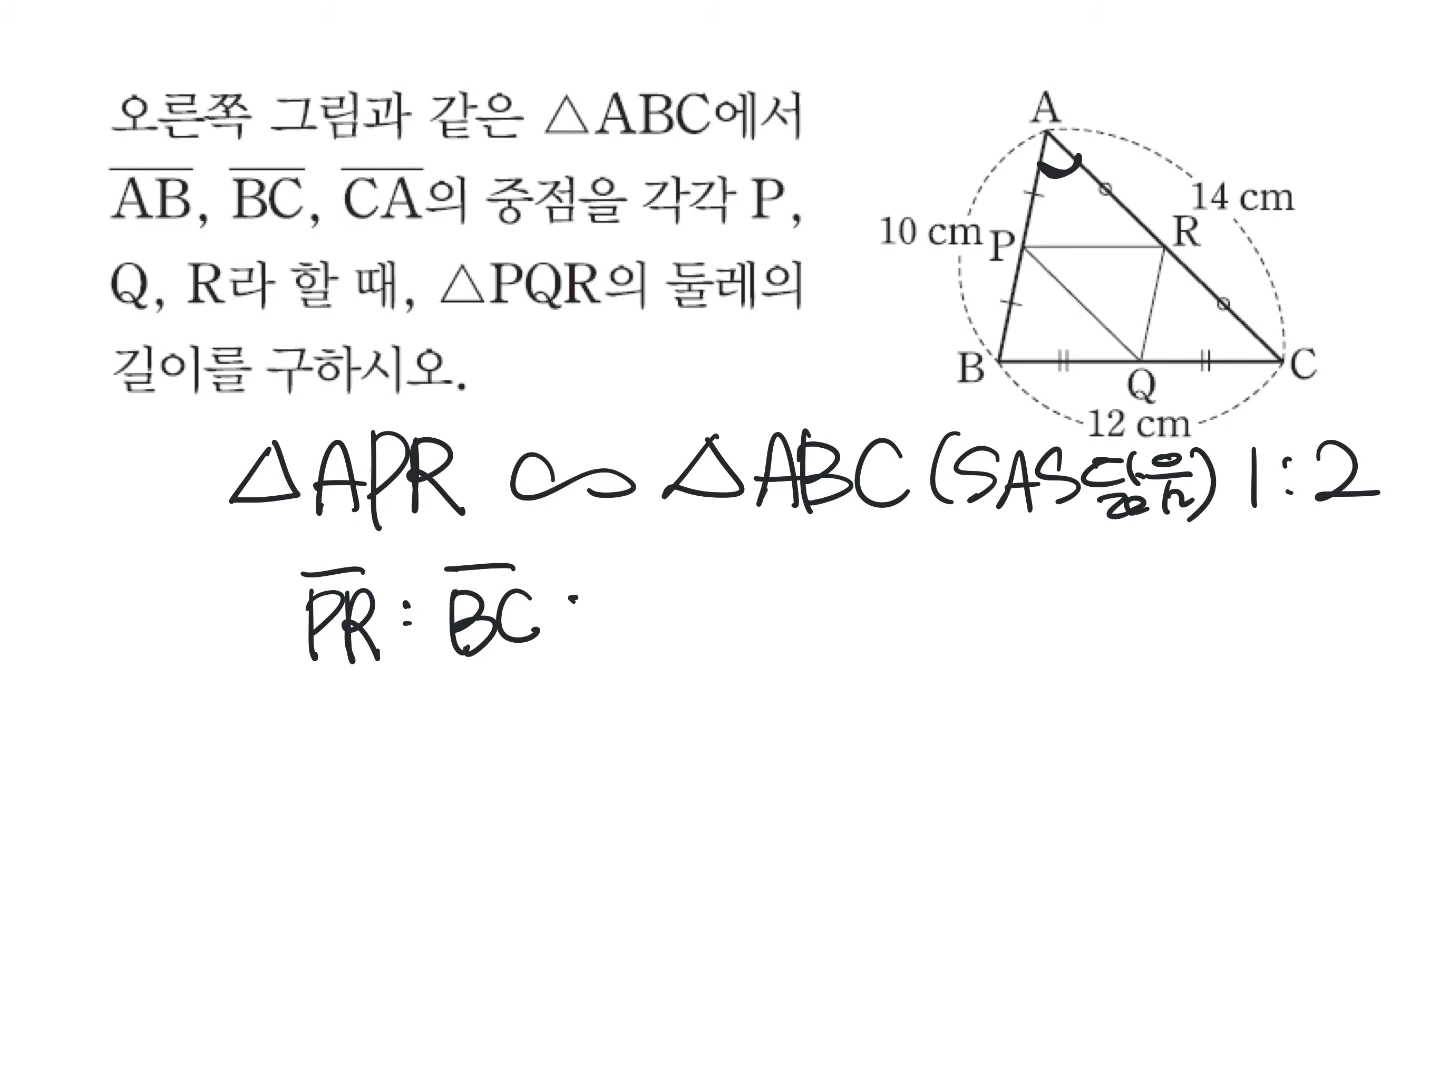 오른쪽 그림과 같은 △ABC에서
AB, BC, CA의 중점을 각각 P,
Q, R라 할 때, △PQR의 둘레의
길이를 구하시오.
A
14 cm
10 cm
P
R
B
Q
C
12 cm
△APR ∽ △ABC (SAS닮음) 1:2
PR : BC ·